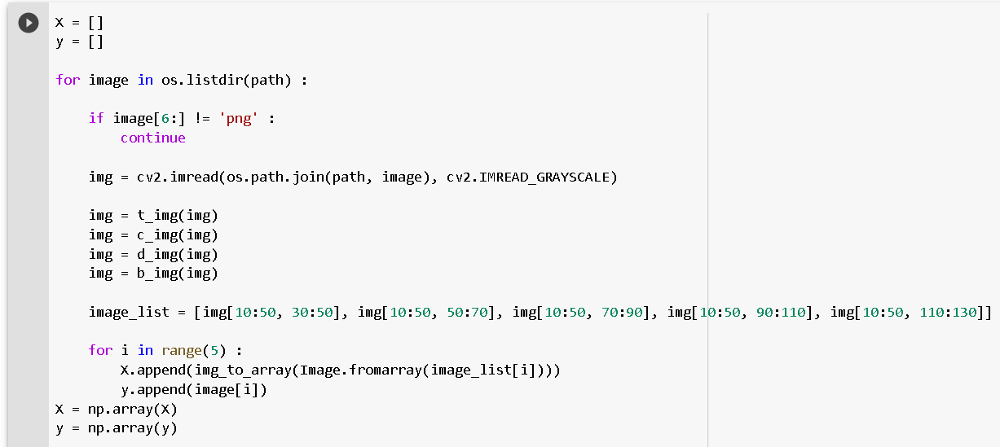 X = []
y = []
for image in os.listdir(path) :
    if image[6:] != 'png' :
        continue
    img = cv2.imread(os.path.join(path, image), cv2.IMREAD_GRAYSCALE)
    img = t_img(img)
    img = c_img(img)
    img = d_img(img)
    img = b_img(img)
    image_list = [img[10:50, 30:50], img[10:50, 50:70], img[10:50, 70:90], img[10:50, 90:110], img[10:50, 110:130]]
    for i in range(5) :
        X.append(img_to_array(Image.fromarray(image_list[i])))
        y.append(image[i])
X = np.array(X)
y = np.array(y)